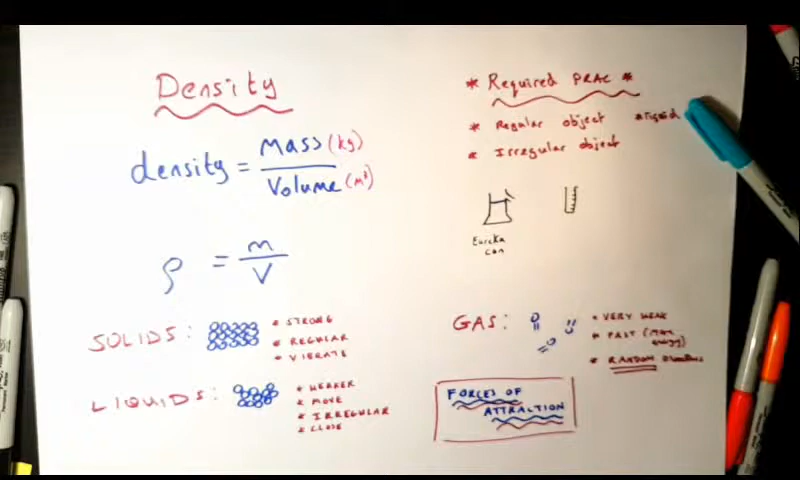 Density
density = Mass (kg)
Volume (m³)
ρ = m
V
SOLIDS:
* STRONG
* REGULAR
* VIBRATE
LIQUIDS:
* WEAKER
* MOVE
* IRREGULAR
* CLOSE
* Required PRAC *
* Regular object *liquid
* Irregular object
Eureka
can
GAS:
* VERY WEAK
* FAST (
energy)
* RANDOM
FORCES OF
ATTRACTION